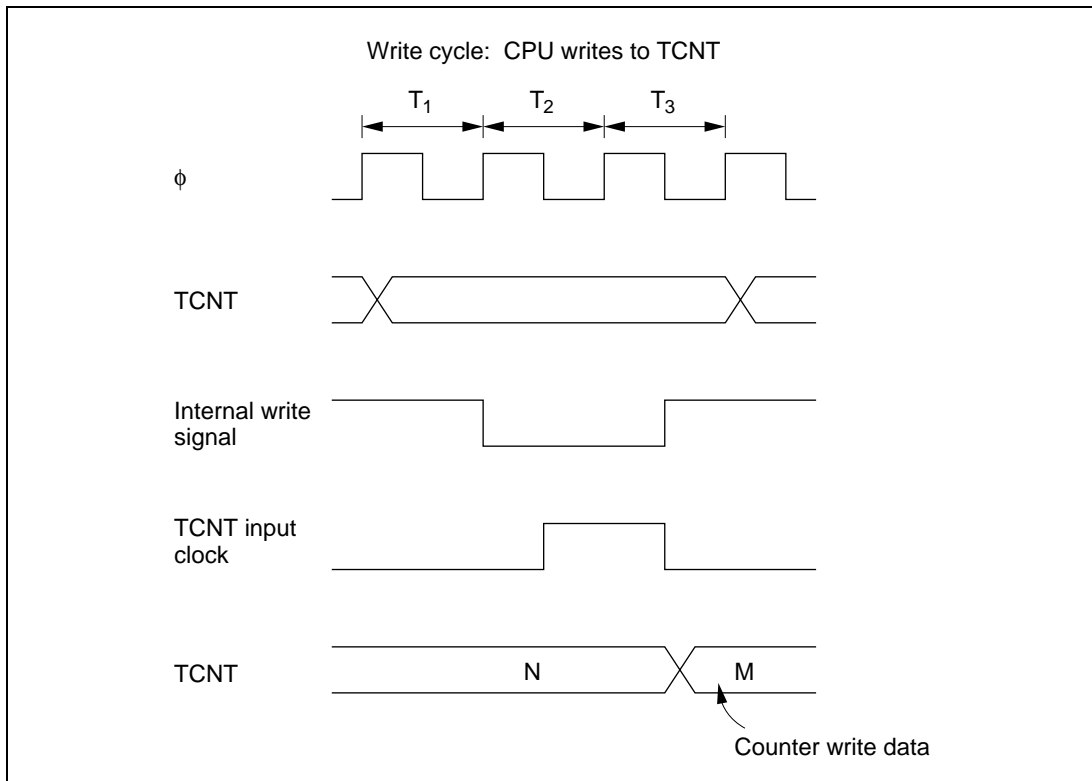 Write cycle:  CPU writes to TCNT
T1 T2 T3
ϕ
TCNT
Internal write
signal
TCNT input
clock
TCNT N M
Counter write data